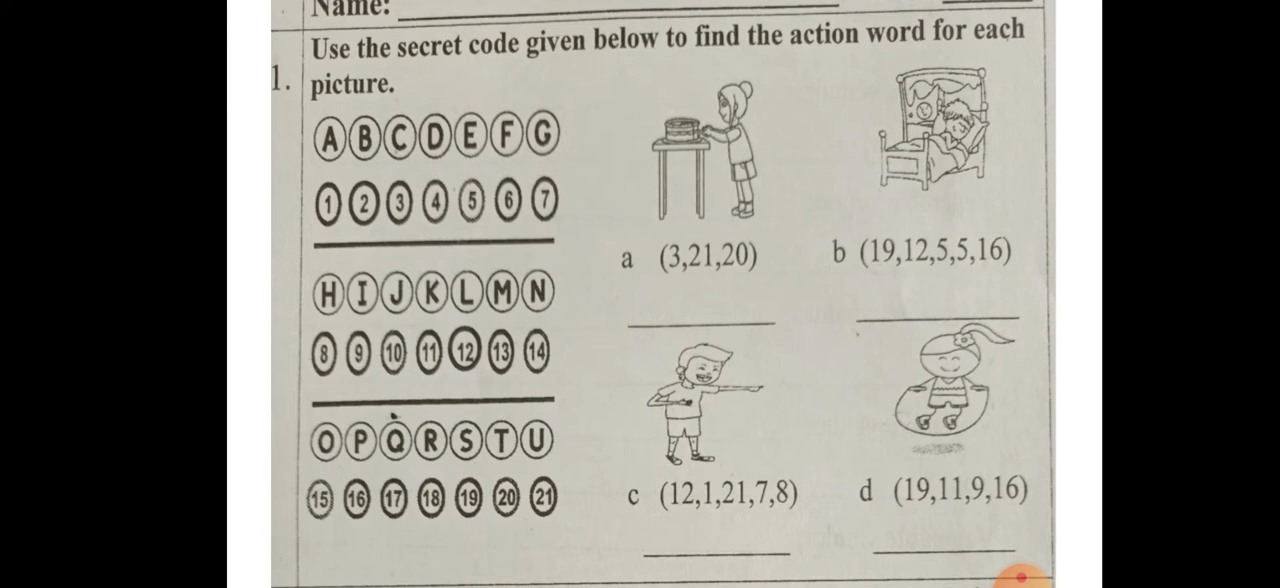 Name:
Use the secret code given below to find the action word for each
1. picture.
A B C D E F G
1 2 3 4 5 6 7
a (3,21,20)
b (19,12,5,5,16)
H I J K L M N
8 9 10 11 12 13 14
O P Q R S T U
15 16 17 18 19 20 21
c (12,1,21,7,8)
d (19,11,9,16)